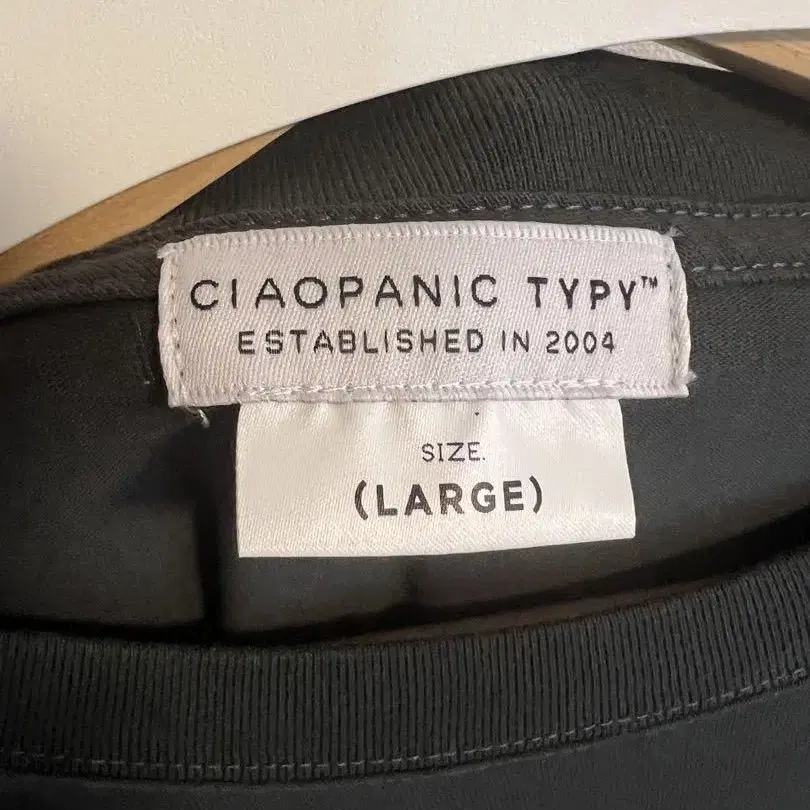 CIAOPANIC TYPY™
ESTABLISHED IN 2004
SIZE.
(LARGE)